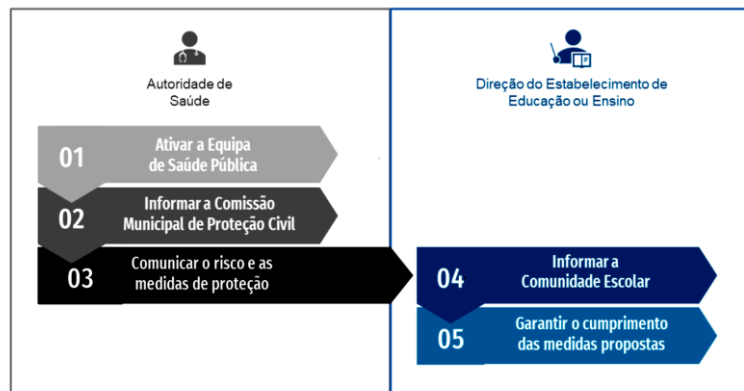 Autoridade de
Saúde
Direção do Estabelecimento de
Educação ou Ensino
01
Ativar a Equipa
de Saúde Pública
02
Informar a Comissão
Municipal de Proteção Civil
03
Comunicar o risco e as
medidas de proteção
04
Informar a
Comunidade Escolar
05
Garantir o cumprimento
das medidas propostas